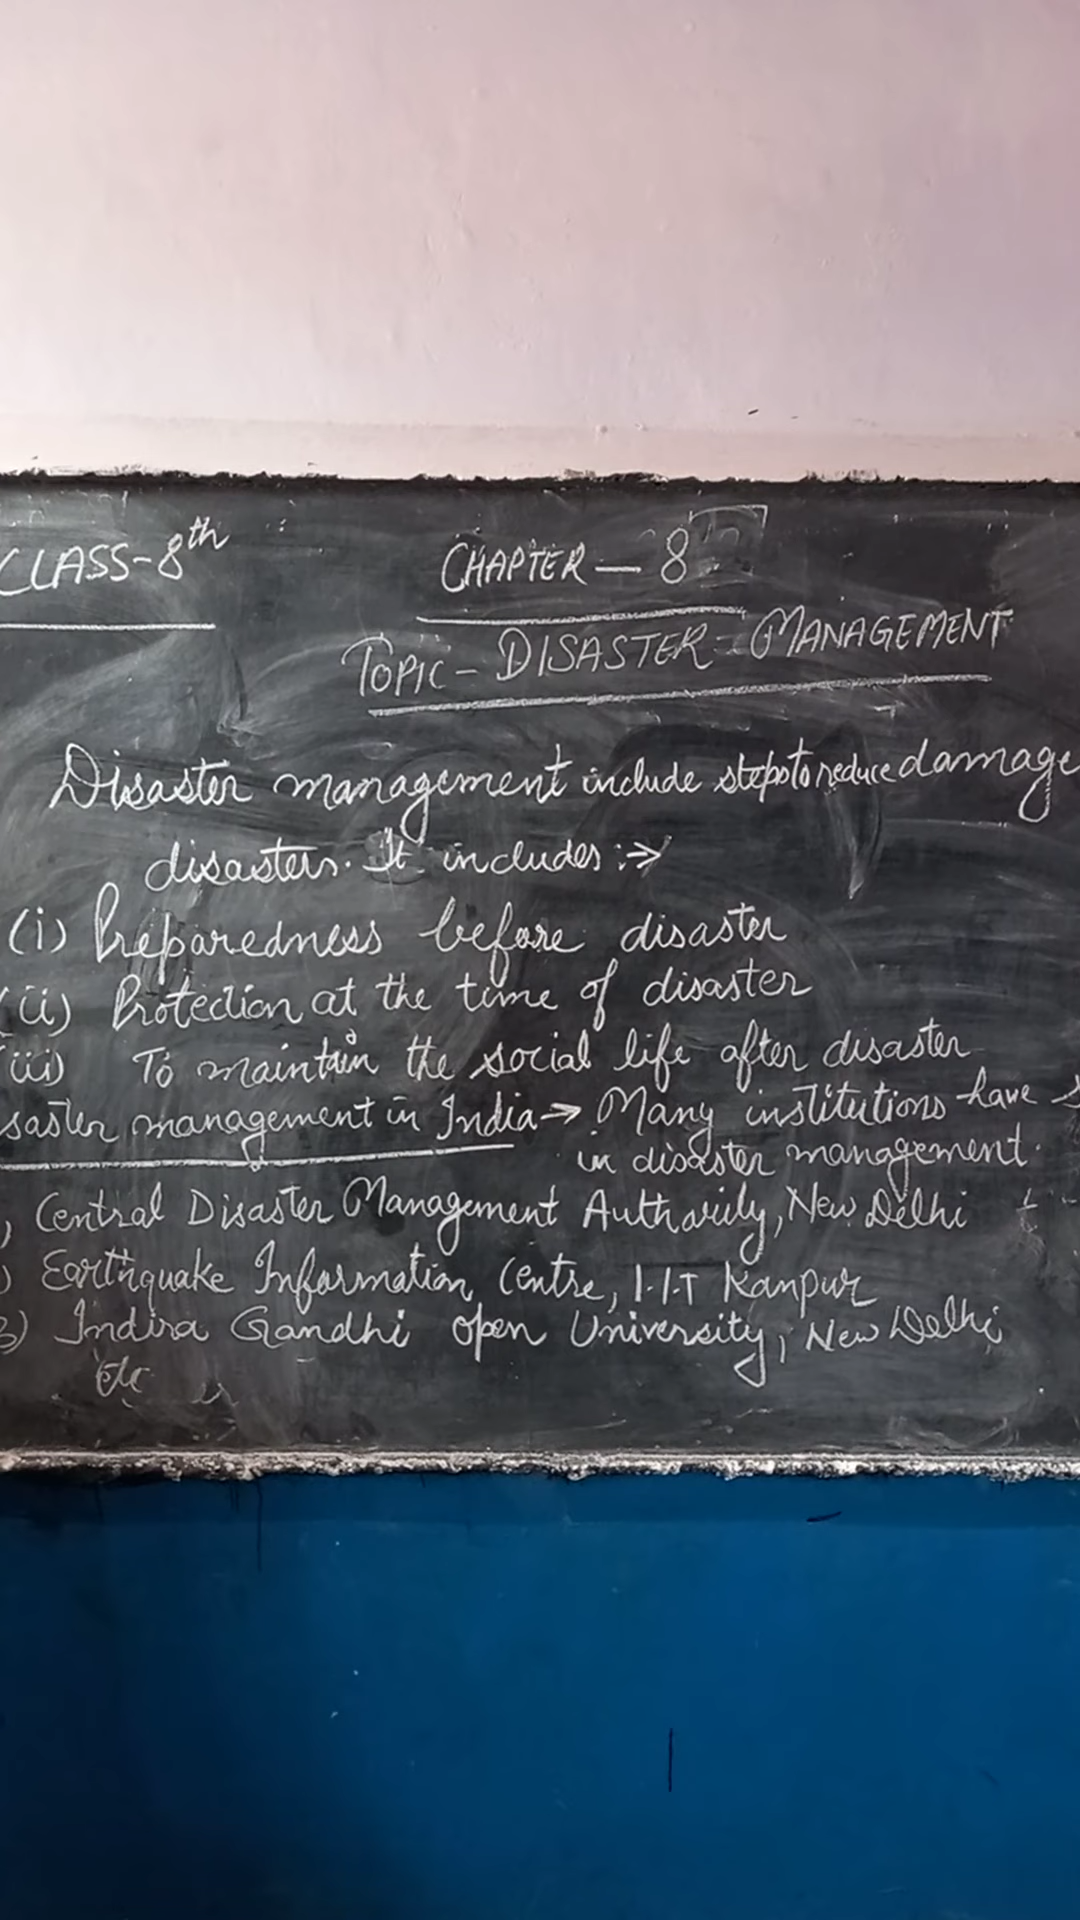 CLASS-8th
CHAPTER — 8
TOPIC - DISASTER - MANAGEMENT
Disaster management include steps to reduce damage
disasters. It includes :->
(i) Preparedness before disaster
(ii) Protection at the time of disaster
(iii) To maintain the social life after disaster
saster management in India -> Many institutions have
in disaster management.
Central Disaster Management Authority, New Delhi
) Earthquake Information Centre, I.I.T Kanpur
3) Indira Gandhi open University, New Delhi
Etc